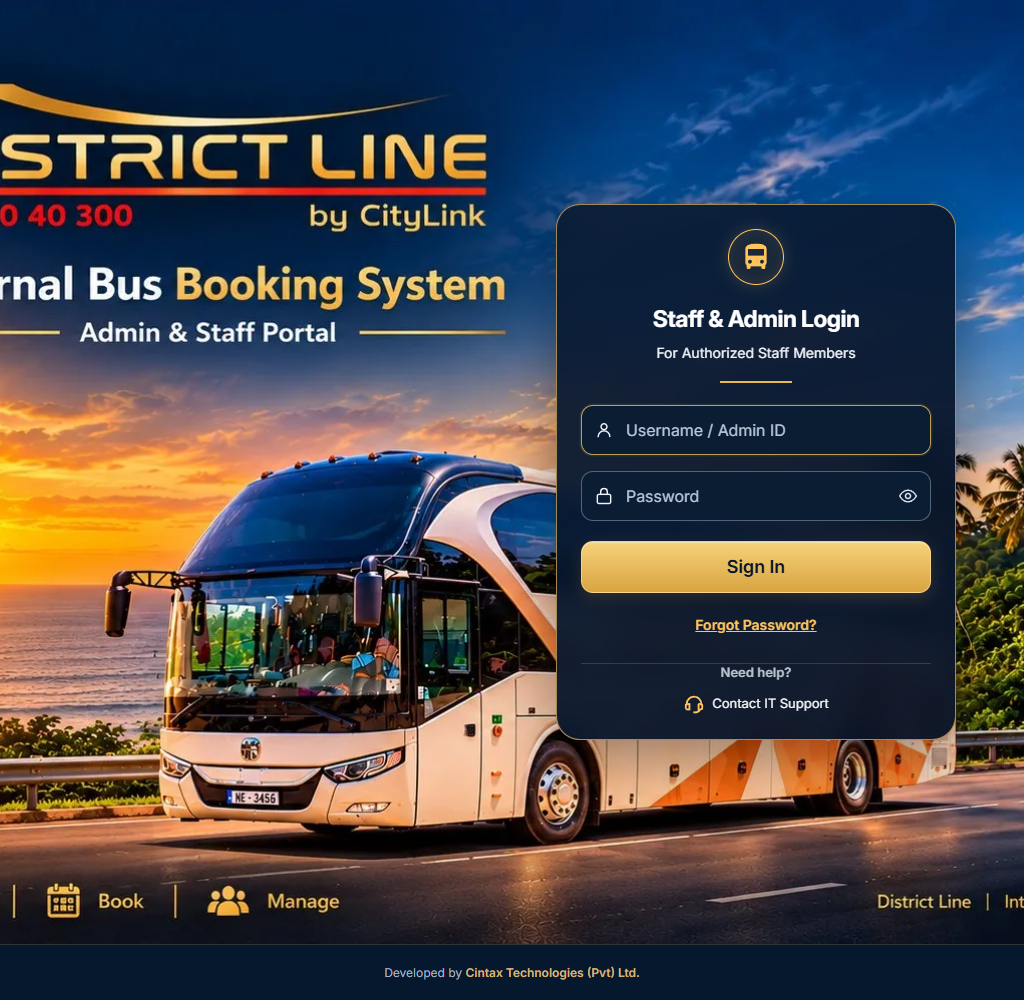 STRICT LINE
0 40 300
by CityLink
rnal Bus Booking System
Admin & Staff Portal
Staff & Admin Login
For Authorized Staff Members
Username / Admin ID
Password
Sign In
Forgot Password?
Need help?
Contact IT Support
NE - 3456
Book
Manage
District Line | Int
Developed by Cintax Technologies (Pvt) Ltd.